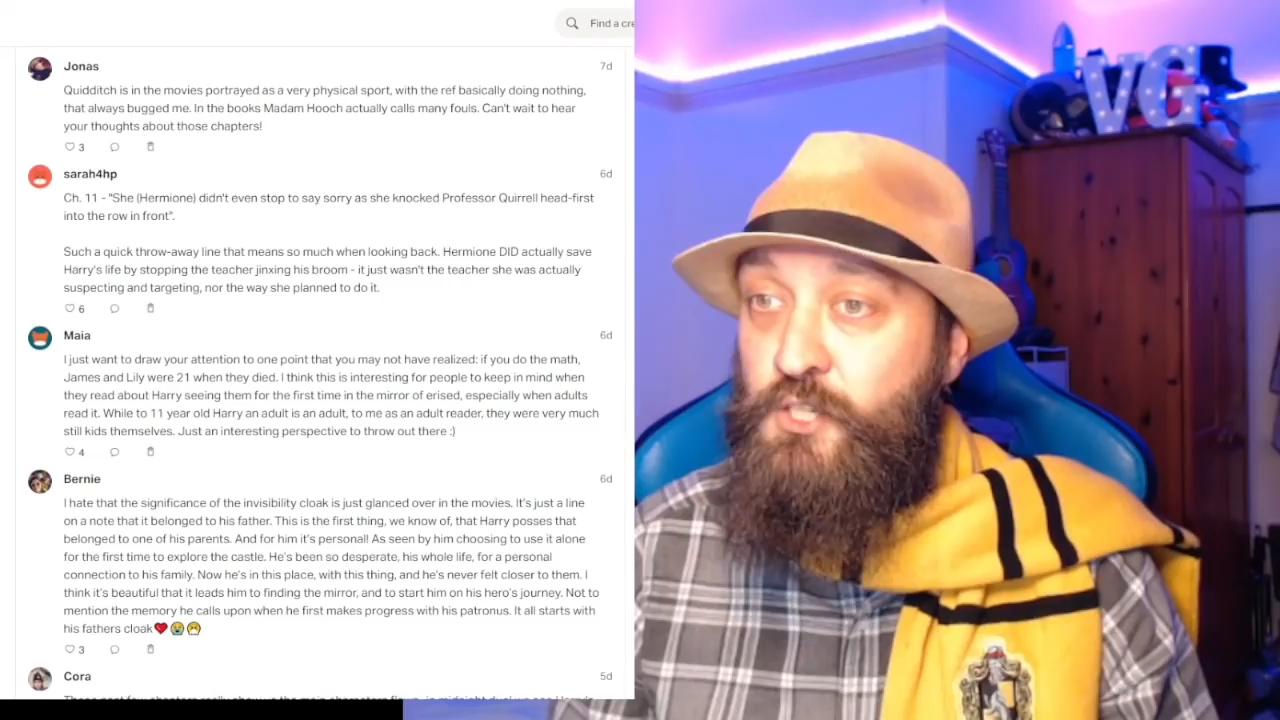 Find a cre
Jonas
7d
Quidditch is in the movies portrayed as a very physical sport, with the ref basically doing nothing,
that always bugged me. In the books Madam Hooch actually calls many fouls. Can't wait to hear
your thoughts about those chapters!
3
sarah4hp
6d
Ch. 11 - "She (Hermione) didn't even stop to say sorry as she knocked Professor Quirrell head-first
into the row in front".
Such a quick throw-away line that means so much when looking back. Hermione DID actually save
Harry's life by stopping the teacher jinxing his broom - it just wasn't the teacher she was actually
suspecting and targeting, nor the way she planned to do it.
6
Maia
6d
I just want to draw your attention to one point that you may not have realized: if you do the math,
James and Lily were 21 when they died. I think this is interesting for people to keep in mind when
they read about Harry seeing them for the first time in the mirror of erised, especially when adults
read it. While to 11 year old Harry an adult is an adult, to me as an adult reader, they were very much
still kids themselves. Just an interesting perspective to throw out there :)
4
Bernie
6d
I hate that the significance of the invisibility cloak is just glanced over in the movies. It's just a line
on a note that it belonged to his father. This is the first thing, we know of, that Harry posses that
belonged to one of his parents. And for him it's personal! As seen by him choosing to use it alone
for the first time to explore the castle. He's been so desperate, his whole life, for a personal
connection to his family. Now he's in this place, with this thing, and he's never felt closer to them. I
think it's beautiful that it leads him to finding the mirror, and to start him on his hero's journey. Not to
mention the memory he calls upon when he first makes progress with his patronus. It all starts with
his fathers cloak❤️😭😷
3
Cora
5d
VG